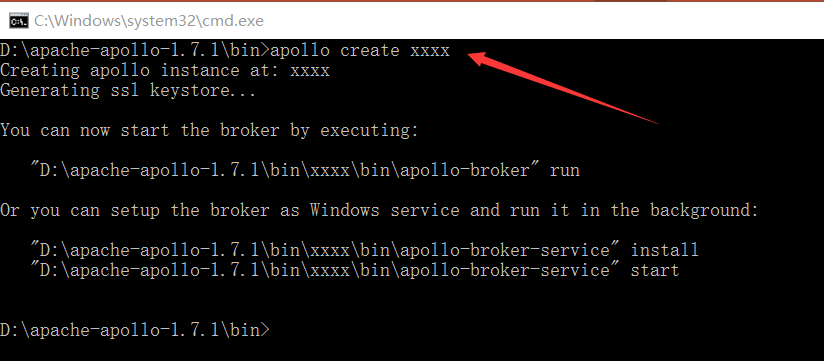 C:\Windows\system32\cmd.exe
D:\apache-apollo-1.7.1\bin>apollo create xxxx
Creating apollo instance at: xxxx
Generating ssl keystore...
You can now start the broker by executing:
"D:\apache-apollo-1.7.1\bin\xxxx\bin\apollo-broker" run
Or you can setup the broker as Windows service and run it in the background:
"D:\apache-apollo-1.7.1\bin\xxxx\bin\apollo-broker-service" install
"D:\apache-apollo-1.7.1\bin\xxxx\bin\apollo-broker-service" start
D:\apache-apollo-1.7.1\bin>